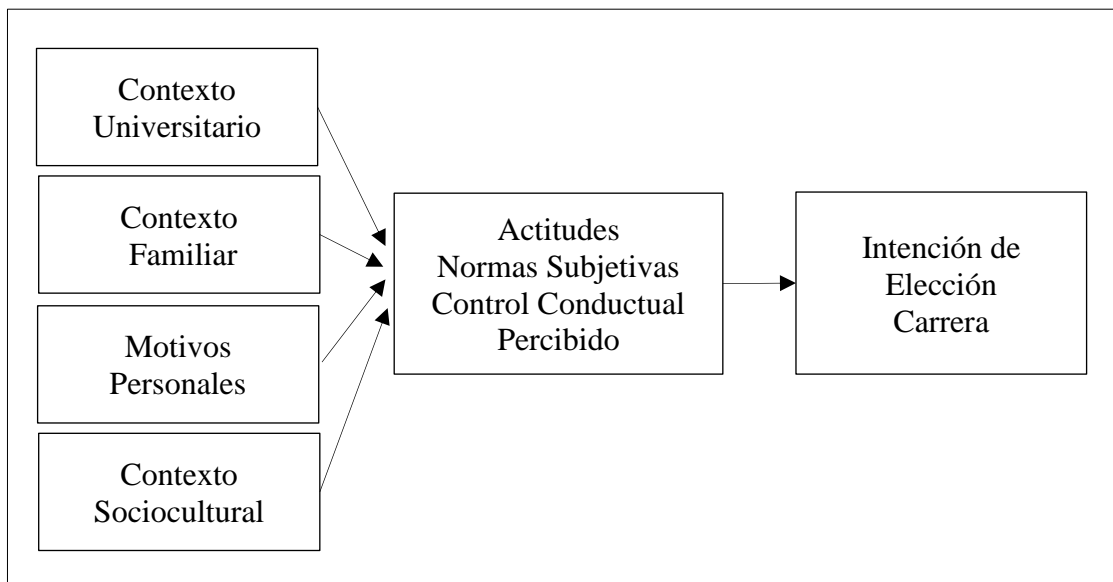 Contexto
Universitario
Contexto
Familiar
Motivos
Personales
Contexto
Sociocultural
Actitudes
Normas Subjetivas
Control Conductual
Percibido
Intención de
Elección
Carrera